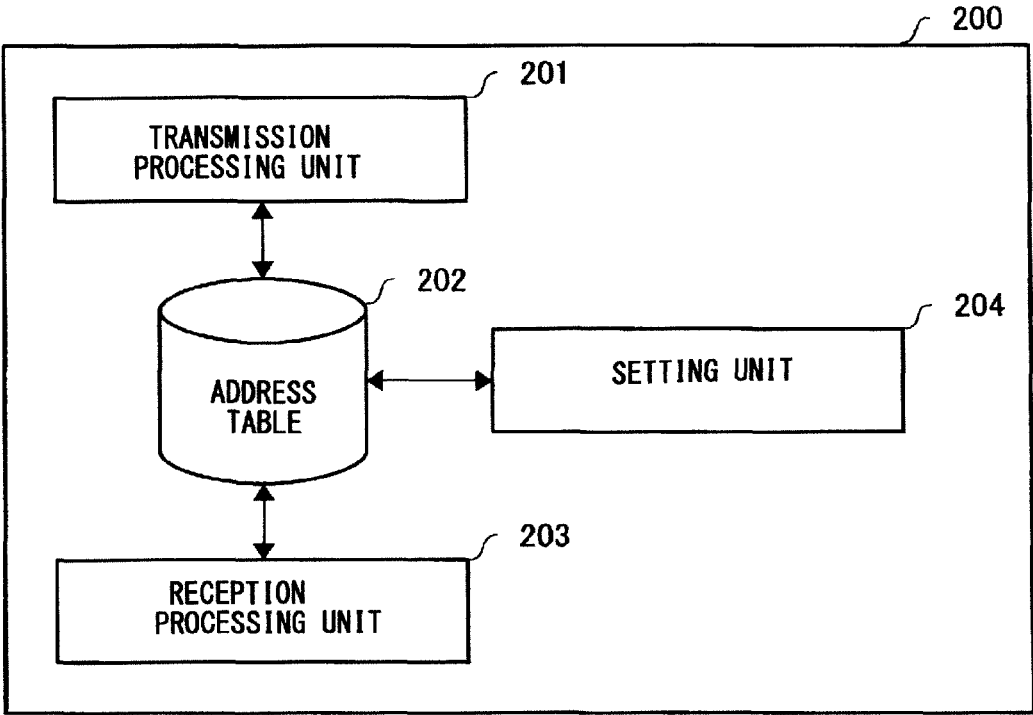 200
201
TRANSMISSION
PROCESSING UNIT
202
204
ADDRESS
TABLE
SETTING UNIT
203
RECEPTION
PROCESSING UNIT